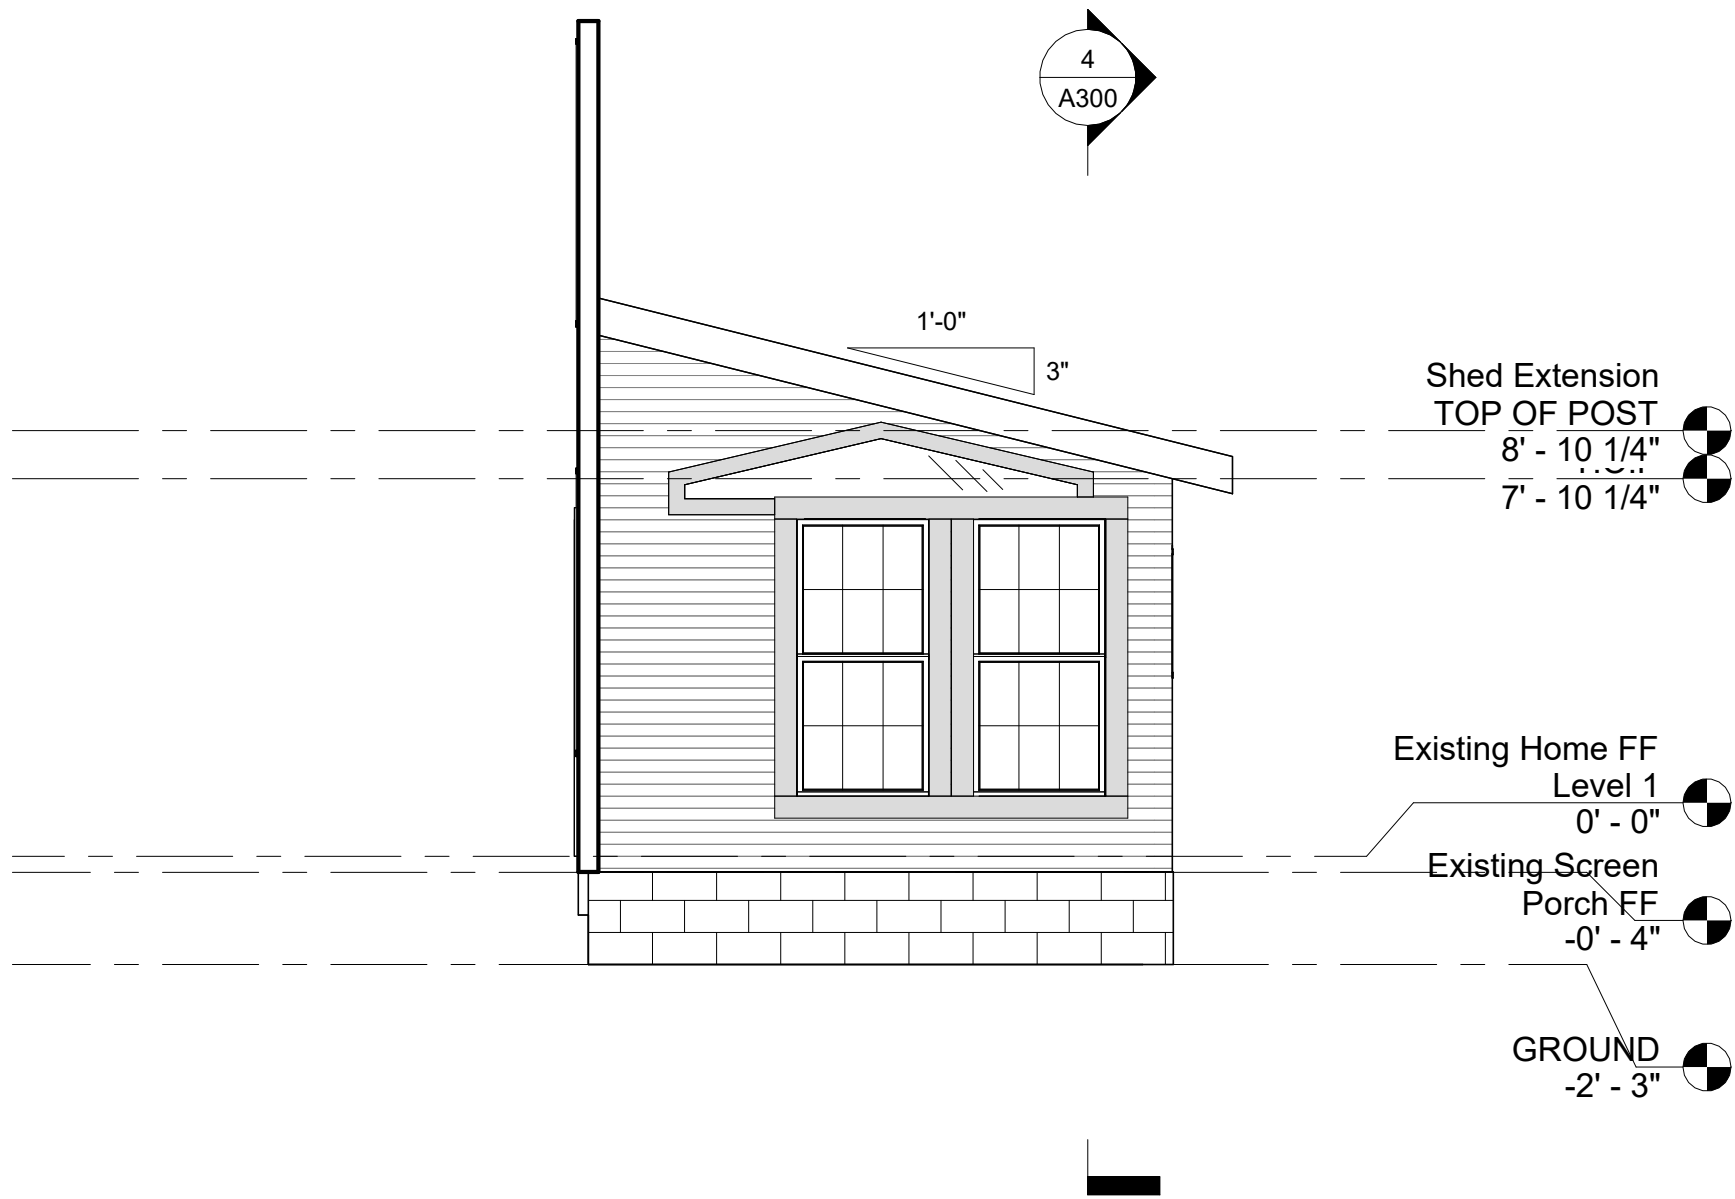 4
A300
1'-0"
3"
Shed Extension
TOP OF POST
8' - 10 1/4"
7' - 10 1/4"
Existing Home FF
Level 1
0' - 0"
Existing Screen
Porch FF
-0' - 4"
GROUND
-2' - 3"